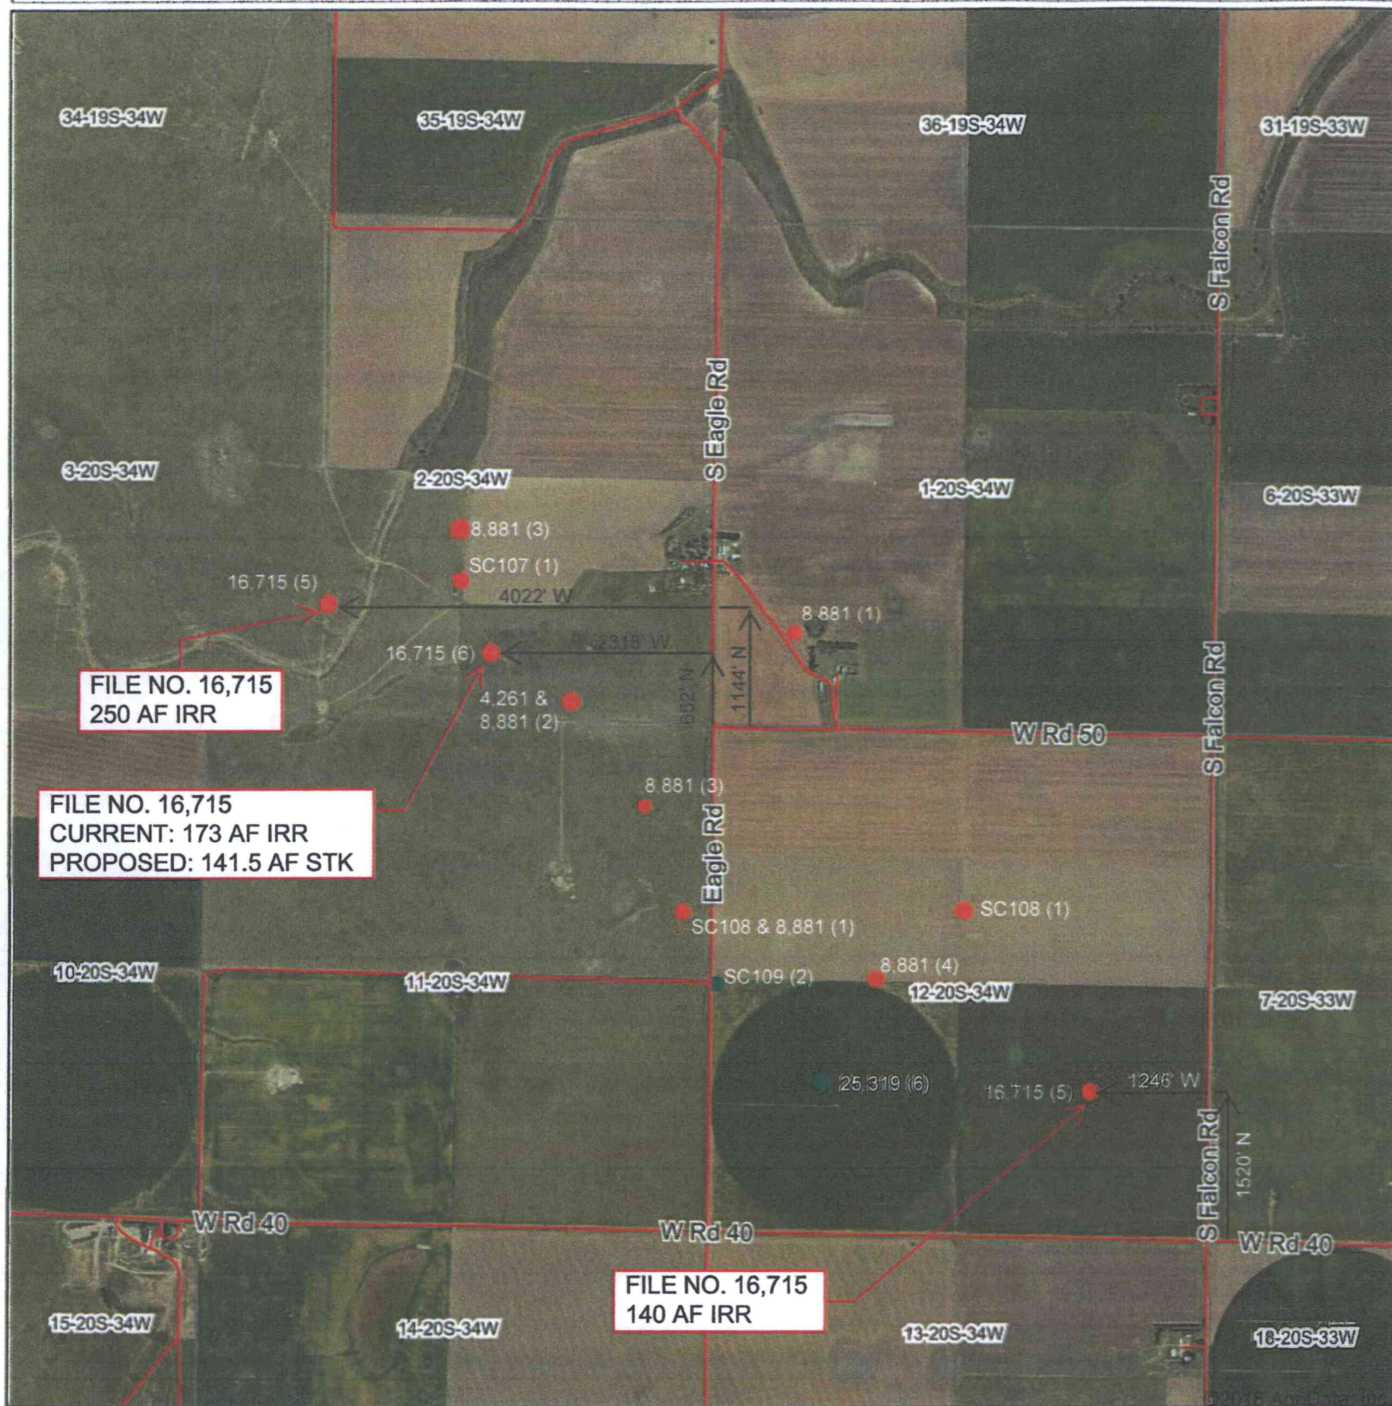 34-19S-34W
35-19S-34W
36-19S-34W
31-19S-33W
S Falcon Rd
S Eagle Rd
3-20S-34W
2-20S-34W
1-20S-34W
6-20S-33W
8,881 (3)
SC107 (1)
16,715 (5)
4022' W
8,881 (1)
16,715 (6)
2318' W
652' N
1144' N
FILE NO. 16,715
250 AF IRR
4,261 &
8,881 (2)
W Rd 50
S Falcon Rd
FILE NO. 16,715
CURRENT: 173 AF IRR
PROPOSED: 141.5 AF STK
8,881 (3)
Eagle Rd
SC108 & 8,881 (1)
SC108 (1)
10-20S-34W
11-20S-34W
SC109 (2)
8,881 (4)
12-20S-34W
7-20S-33W
25,319 (6)
16,715 (5)
1246' W
S Falcon Rd
1520' N
W Rd 40
W Rd 40
W Rd 40
FILE NO. 16,715
140 AF IRR
15-20S-34W
14-20S-34W
13-20S-34W
18-20S-33W
©2016 AgriData, Inc.